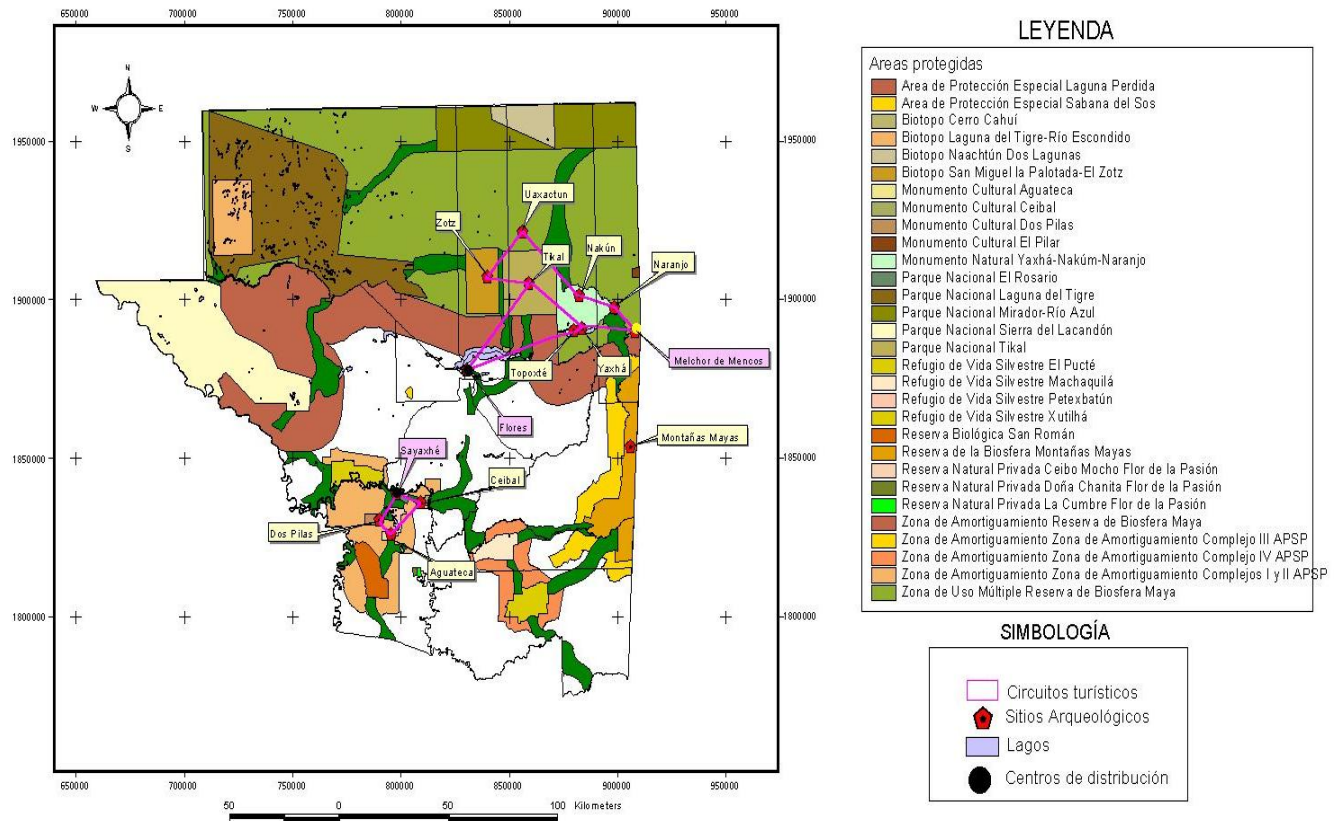 650000 700000 750000 800000 850000 900000 950000
N
W E
S
1950000 1950000
Uaxactun
Zotz
Nakún
Tikal
Naranjo
1900000 1900000
Melchor de Mencos
Topoxté
Yaxhá
Flores
Montañas Mayas
Sayaxhé
1850000 1850000
Ceibal
Dos Pilas
Aguateca
1800000 1800000
650000 700000 750000 800000 850000 900000 950000
50 0 50 100 Kilometers
LEYENDA
Areas protegidas
Area de Protección Especial Laguna Perdida
Area de Protección Especial Sabana del Sos
Biotopo Cerro Cahuí
Biotopo Laguna del Tigre-Río Escondido
Biotopo Naachtún Dos Lagunas
Biotopo San Miguel la Palotada-El Zotz
Monumento Cultural Aguateca
Monumento Cultural Ceibal
Monumento Cultural Dos Pilas
Monumento Cultural El Pilar
Monumento Natural Yaxhá-Nakúm-Naranjo
Parque Nacional El Rosario
Parque Nacional Laguna del Tigre
Parque Nacional Mirador-Río Azul
Parque Nacional Sierra del Lacandón
Parque Nacional Tikal
Refugio de Vida Silvestre El Pucté
Refugio de Vida Silvestre Machaquilá
Refugio de Vida Silvestre Petexbatún
Refugio de Vida Silvestre Xutilhá
Reserva Biológica San Román
Reserva de la Biosfera Montañas Mayas
Reserva Natural Privada Ceibo Mocho Flor de la Pasión
Reserva Natural Privada Doña Chanita Flor de la Pasión
Reserva Natural Privada La Cumbre Flor de la Pasión
Zona de Amortiguamiento Reserva de Biosfera Maya
Zona de Amortiguamiento Zona de Amortiguamiento Complejo III APSP
Zona de Amortiguamiento Zona de Amortiguamiento Complejo IV APSP
Zona de Amortiguamiento Zona de Amortiguamiento Complejos I y II APSP
Zona de Uso Múltiple Reserva de Biosfera Maya
SIMBOLOGÍA
Circuitos turísticos
Sitios Arqueológicos
Lagos
Centros de distribución